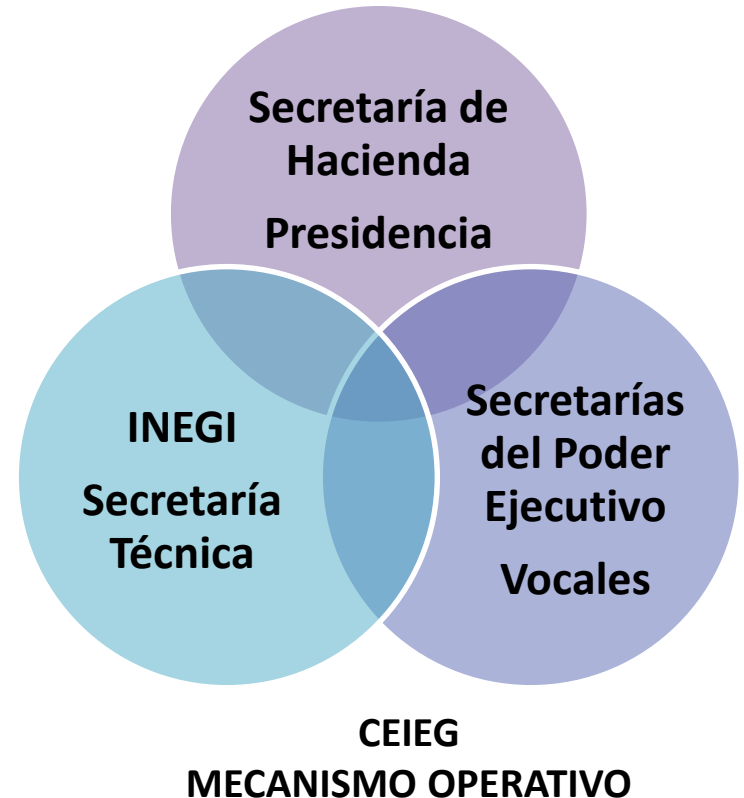 Secretaría de
Hacienda
Presidencia
INEGI
Secretaría
Técnica
Secretarías
del Poder
Ejecutivo
Vocales
CEIEG
MECANISMO OPERATIVO